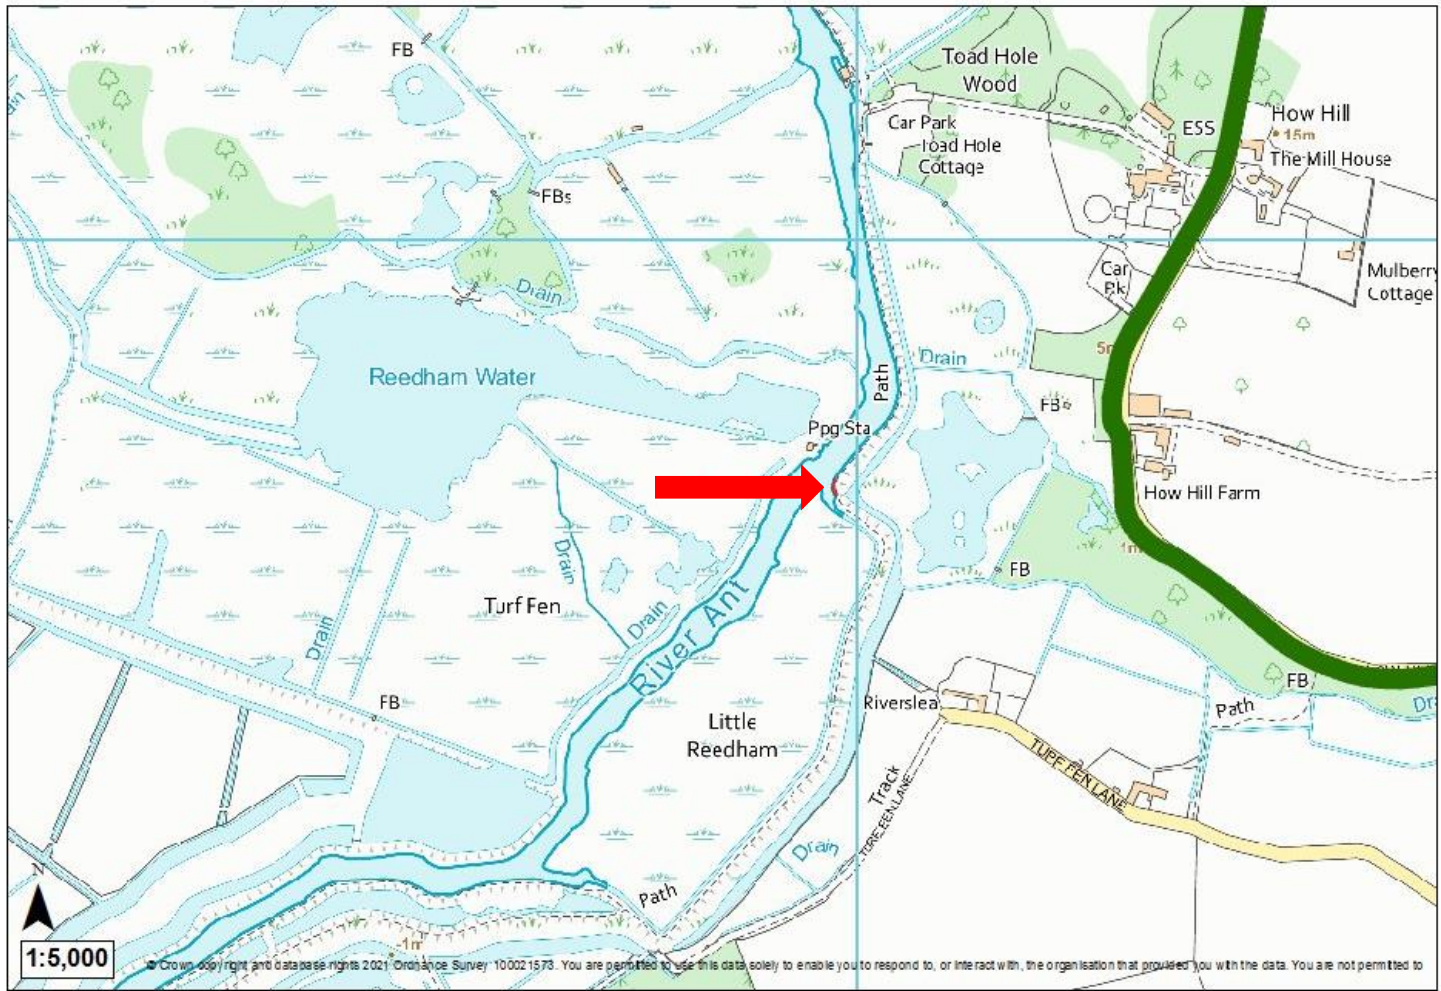 FB
Toad Hole
Wood
Car Park
Toad Hole
Cottage
ESS
How Hill
15m
The Mill House
FBs
Drain
Car
Pk
Mulberry
Cottage
Reedham Water
Path
Drain
5m
FB
Ppg Sta
How Hill Farm
1m
Drain
FB
Turf Fen
Drain
River Ant
Drain
FB
FB
Riverslea
Path
Little
Reedham
TURF FEN LANE
Track
TURF FEN LANE
Drain
Path
N
-1m
1:5,000
© Crown copyright and database rights 2021 Ordnance Survey 100021573. You are permitted to use this data solely to enable you to respond to, or interact with, the organisation that provided you with the data. You are not permitted to